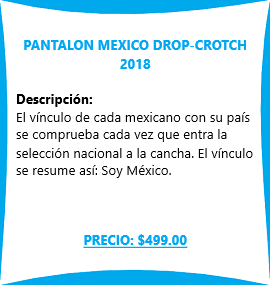 PANTALON MEXICO DROP-CROTCH
2018
Descripción:
El vínculo de cada mexicano con su país
se comprueba cada vez que entra la
selección nacional a la cancha. El vínculo
se resume así: Soy México.
PRECIO: $499.00